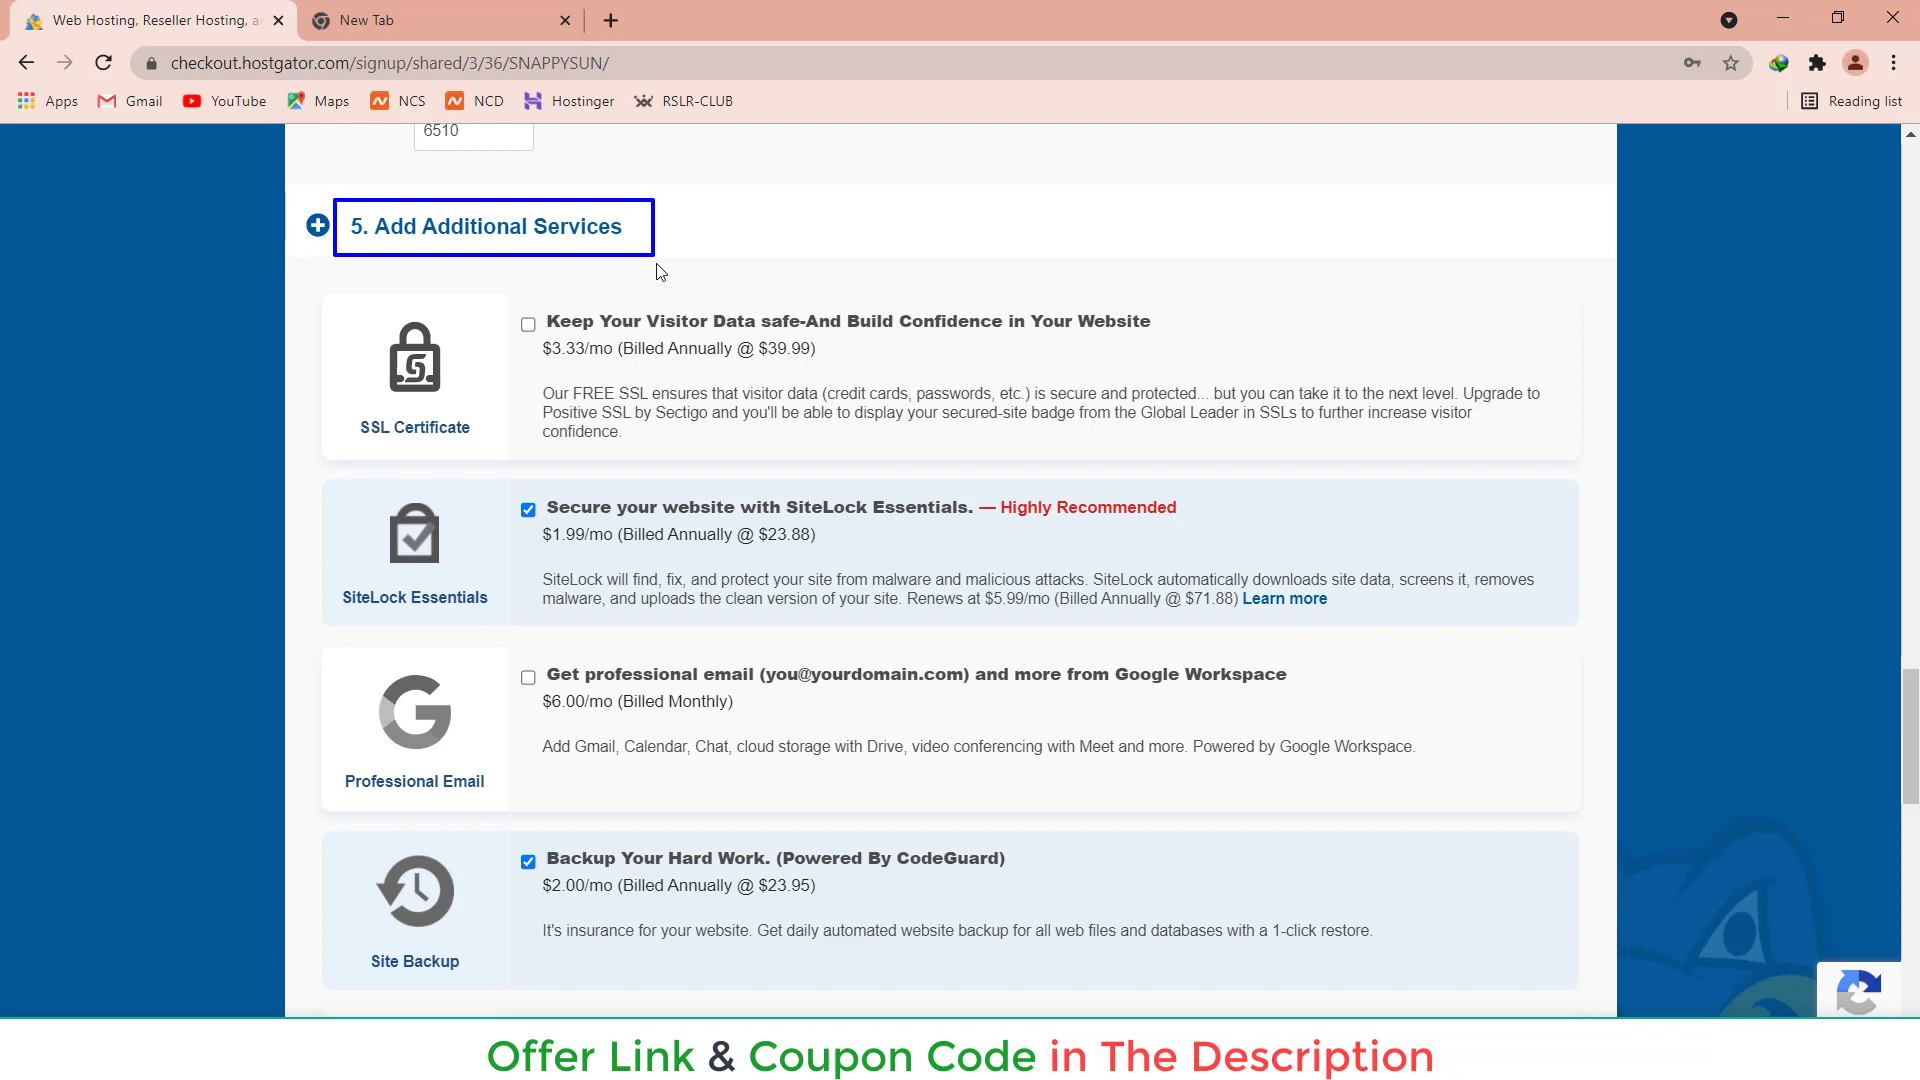 Web Hosting, Reseller Hosting, a
New Tab
checkout.hostgator.com/signup/shared/3/36/SNAPPYSUN/
Apps
Gmail
YouTube
Maps
NCS
NCD
Hostinger
RSLR-CLUB
Reading list
6510
5. Add Additional Services
Keep Your Visitor Data safe-And Build Confidence in Your Website
$3.33/mo (Billed Annually @ $39.99)
Our FREE SSL ensures that visitor data (credit cards, passwords, etc.) is secure and protected... but you can take it to the next level. Upgrade to
Positive SSL by Sectigo and you'll be able to display your secured-site badge from the Global Leader in SSLs to further increase visitor
confidence.
SSL Certificate
Secure your website with SiteLock Essentials. — Highly Recommended
$1.99/mo (Billed Annually @ $23.88)
SiteLock will find, fix, and protect your site from malware and malicious attacks. SiteLock automatically downloads site data, screens it, removes
malware, and uploads the clean version of your site. Renews at $5.99/mo (Billed Annually @ $71.88) Learn more
SiteLock Essentials
Get professional email (you@yourdomain.com) and more from Google Workspace
$6.00/mo (Billed Monthly)
Add Gmail, Calendar, Chat, cloud storage with Drive, video conferencing with Meet and more. Powered by Google Workspace.
Professional Email
Backup Your Hard Work. (Powered By CodeGuard)
$2.00/mo (Billed Annually @ $23.95)
It's insurance for your website. Get daily automated website backup for all web files and databases with a 1-click restore.
Site Backup
Offer Link & Coupon Code in The Description